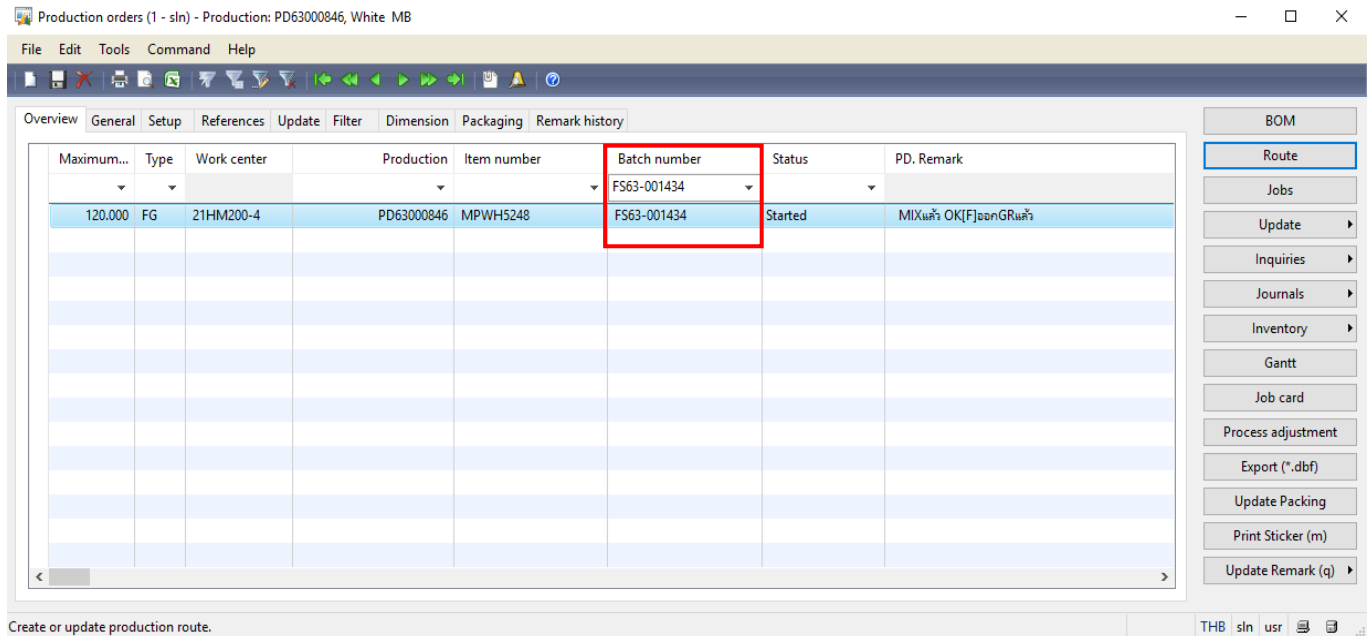 Production orders (1 - sln) - Production: PD63000846, White MB
File Edit Tools Command Help
Overview General Setup References Update Filter Dimension Packaging Remark history
Maximum... Type Work center Production Item number Batch number Status PD. Remark
FS63-001434
120.000 FG 21HM200-4 PD63000846 MPWH5248 FS63-001434 Started MIXแล้ว OK[F]ออกGRแล้ว
BOM
Route
Jobs
Update
Inquiries
Journals
Inventory
Gantt
Job card
Process adjustment
Export (*.dbf)
Update Packing
Print Sticker (m)
Update Remark (q)
Create or update production route. THB sln usr